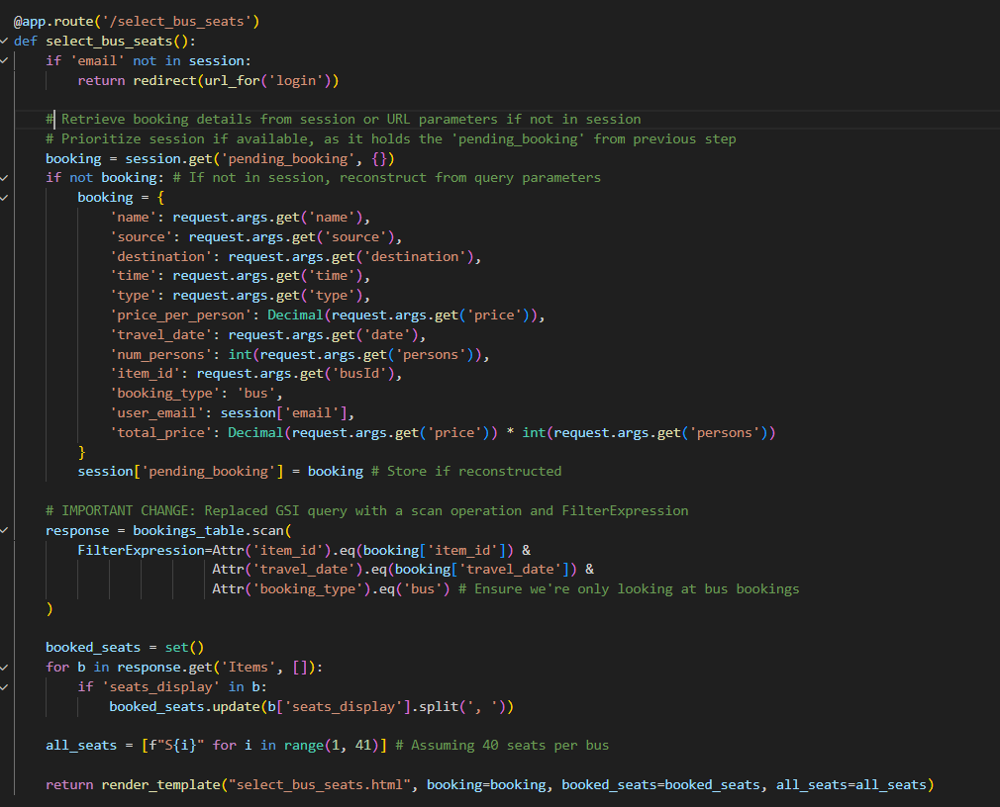 @app.route('/select_bus_seats')
def select_bus_seats():
    if 'email' not in session:
        return redirect(url_for('login'))

    # Retrieve booking details from session or URL parameters if not in session
    # Prioritize session if available, as it holds the 'pending_booking' from previous step
    booking = session.get('pending_booking', {})
    if not booking: # If not in session, reconstruct from query parameters
        booking = {
            'name': request.args.get('name'),
            'source': request.args.get('source'),
            'destination': request.args.get('destination'),
            'time': request.args.get('time'),
            'type': request.args.get('type'),
            'price_per_person': Decimal(request.args.get('price')),
            'travel_date': request.args.get('date'),
            'num_persons': int(request.args.get('persons')),
            'item_id': request.args.get('busId'),
            'booking_type': 'bus',
            'user_email': session['email'],
            'total_price': Decimal(request.args.get('price')) * int(request.args.get('persons'))
        }
        session['pending_booking'] = booking # Store if reconstructed

    # IMPORTANT CHANGE: Replaced GSI query with a scan operation and FilterExpression
    response = bookings_table.scan(
        FilterExpression=Attr('item_id').eq(booking['item_id']) &
                         Attr('travel_date').eq(booking['travel_date']) &
                         Attr('booking_type').eq('bus') # Ensure we're only looking at bus bookings
    )

    booked_seats = set()
    for b in response.get('Items', []):
        if 'seats_display' in b:
            booked_seats.update(b['seats_display'].split(', '))

    all_seats = [f"S{i}" for i in range(1, 41)] # Assuming 40 seats per bus

    return render_template("select_bus_seats.html", booking=booking, booked_seats=booked_seats, all_seats=all_seats)